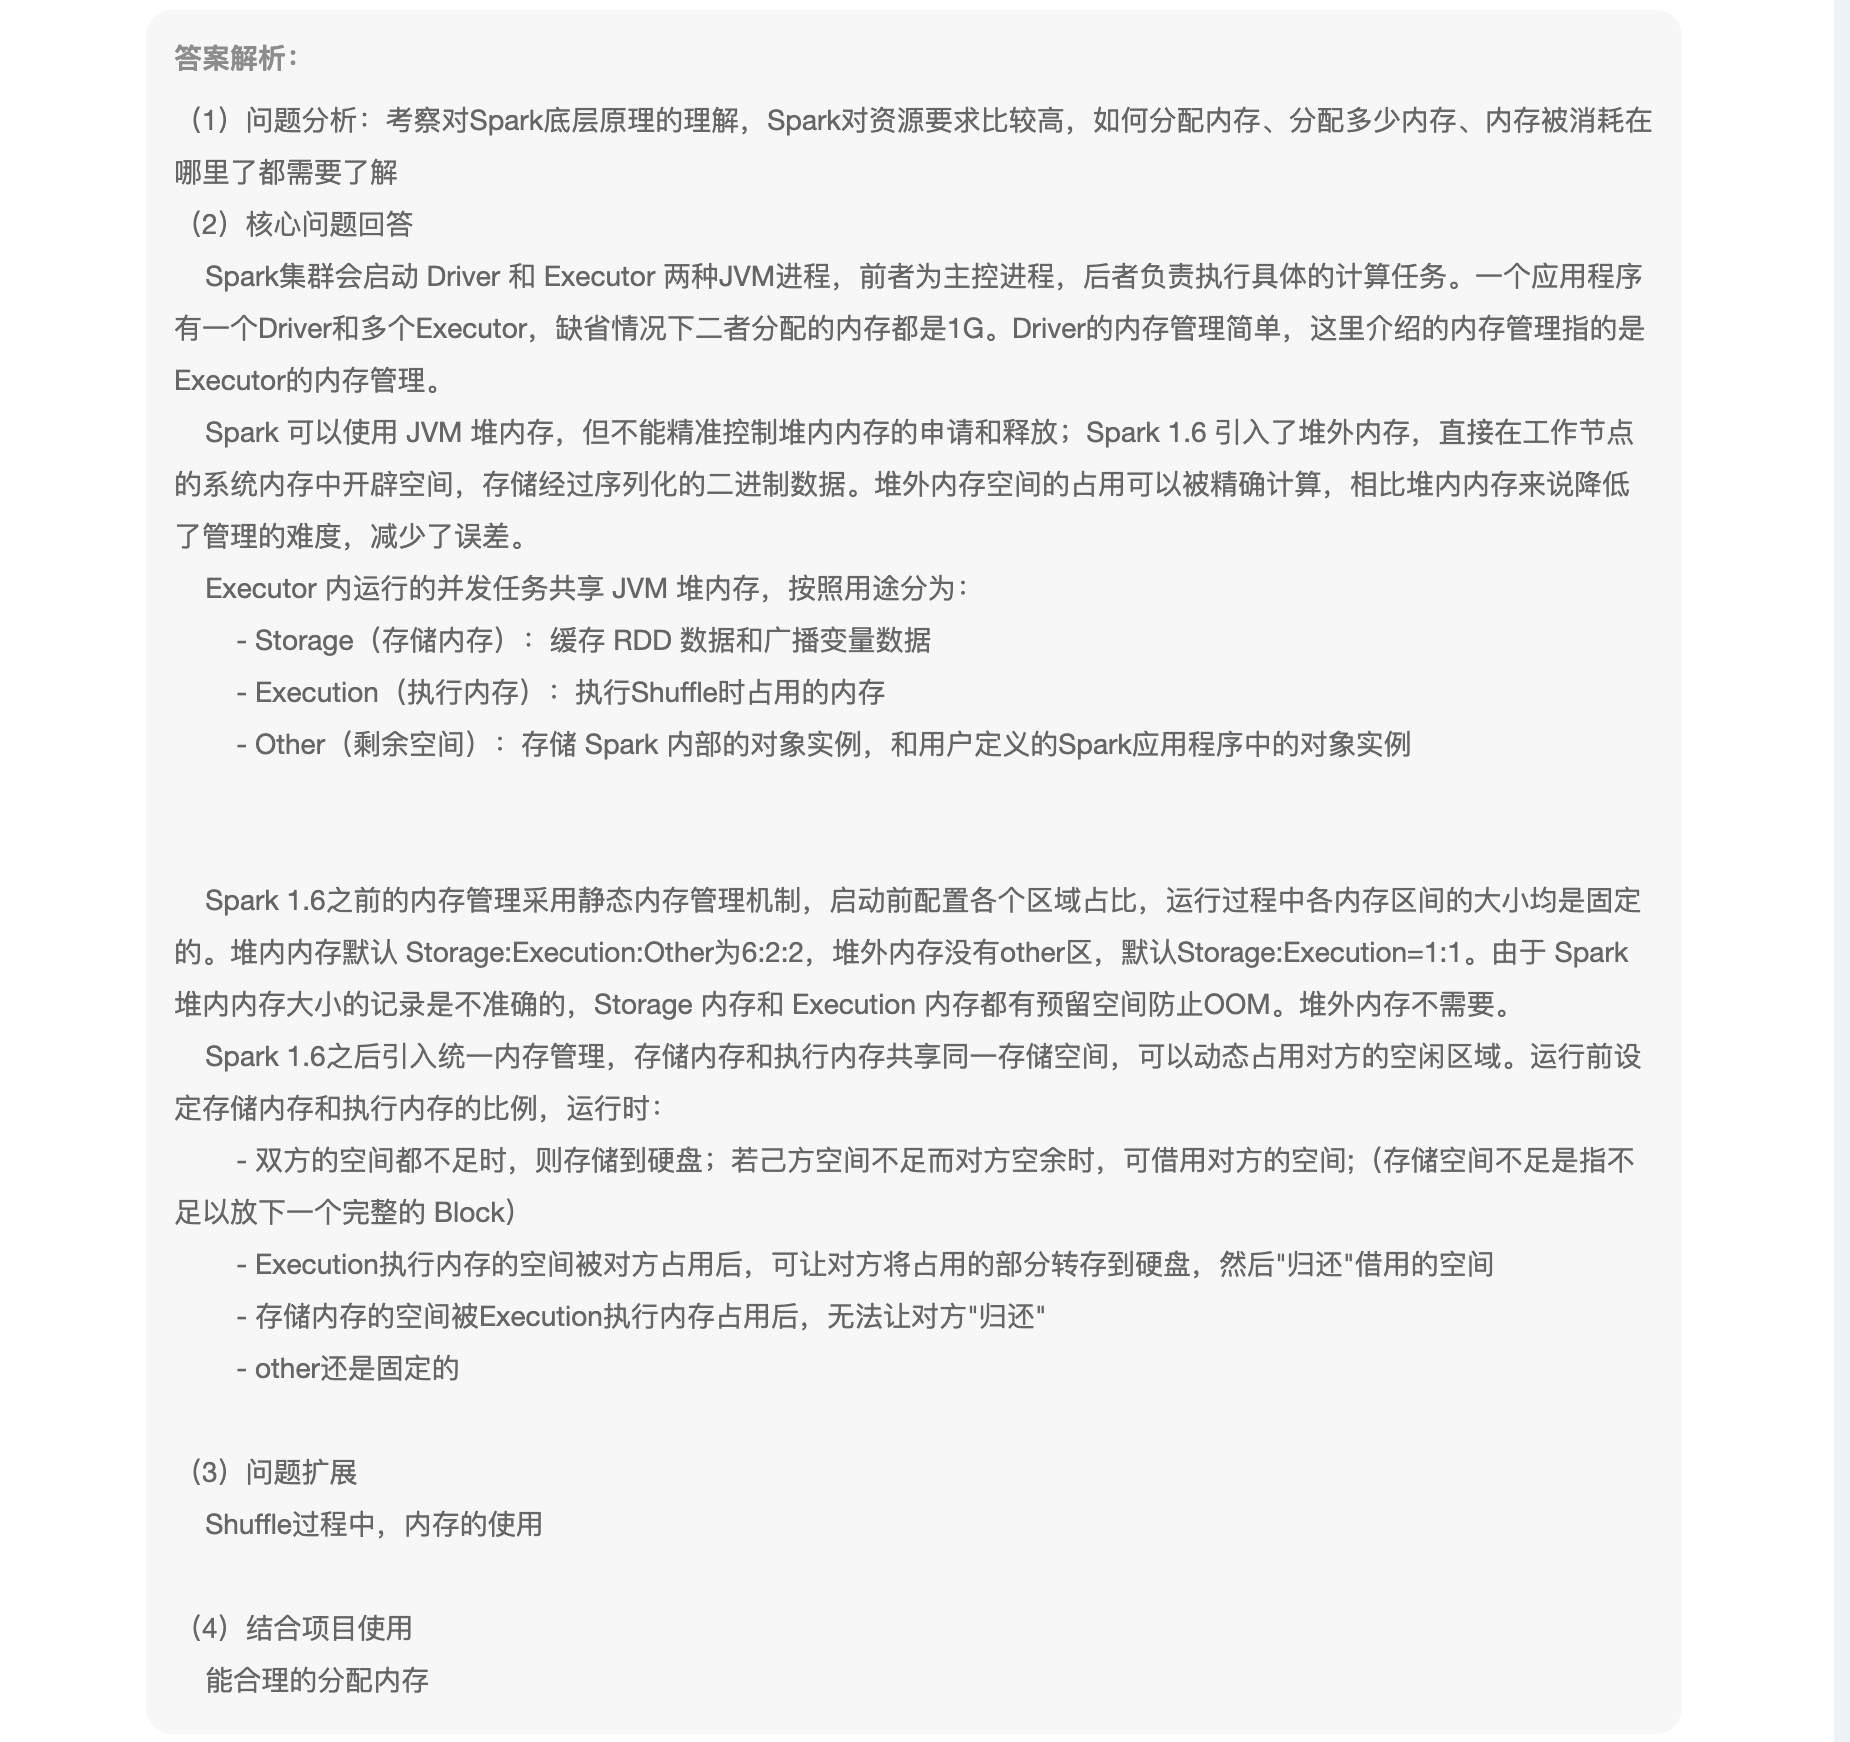 答案解析：
（1）问题分析：考察对Spark底层原理的理解，Spark对资源要求比较高，如何分配内存、分配多少内存、内存被消耗在
哪里了都需要了解
（2）核心问题回答
Spark集群会启动 Driver 和 Executor 两种JVM进程，前者为主控进程，后者负责执行具体的计算任务。一个应用程序
有一个Driver和多个Executor，缺省情况下二者分配的内存都是1G。Driver的内存管理简单，这里介绍的内存管理指的是
Executor的内存管理。
Spark 可以使用 JVM 堆内存，但不能精准控制堆内内存的申请和释放；Spark 1.6 引入了堆外内存，直接在工作节点
的系统内存中开辟空间，存储经过序列化的二进制数据。堆外内存空间的占用可以被精确计算，相比堆内内存来说降低
了管理的难度，减少了误差。
Executor 内运行的并发任务共享 JVM 堆内存，按照用途分为：
- Storage（存储内存）：缓存 RDD 数据和广播变量数据
- Execution（执行内存）：执行Shuffle时占用的内存
- Other（剩余空间）：存储 Spark 内部的对象实例，和用户定义的Spark应用程序中的对象实例
Spark 1.6之前的内存管理采用静态内存管理机制，启动前配置各个区域占比，运行过程中各内存区间的大小均是固定
的。堆内内存默认 Storage:Execution:Other为6:2:2，堆外内存没有other区，默认Storage:Execution=1:1。由于 Spark
堆内内存大小的记录是不准确的，Storage 内存和 Execution 内存都有预留空间防止OOM。堆外内存不需要。
Spark 1.6之后引入统一内存管理，存储内存和执行内存共享同一存储空间，可以动态占用对方的空闲区域。运行前设
定存储内存和执行内存的比例，运行时：
- 双方的空间都不足时，则存储到硬盘；若己方空间不足而对方空余时，可借用对方的空间;（存储空间不足是指不
足以放下一个完整的 Block）
- Execution执行内存的空间被对方占用后，可让对方将占用的部分转存到硬盘，然后"归还"借用的空间
- 存储内存的空间被Execution执行内存占用后，无法让对方"归还"
- other还是固定的
（3）问题扩展
Shuffle过程中，内存的使用
（4）结合项目使用
能合理的分配内存